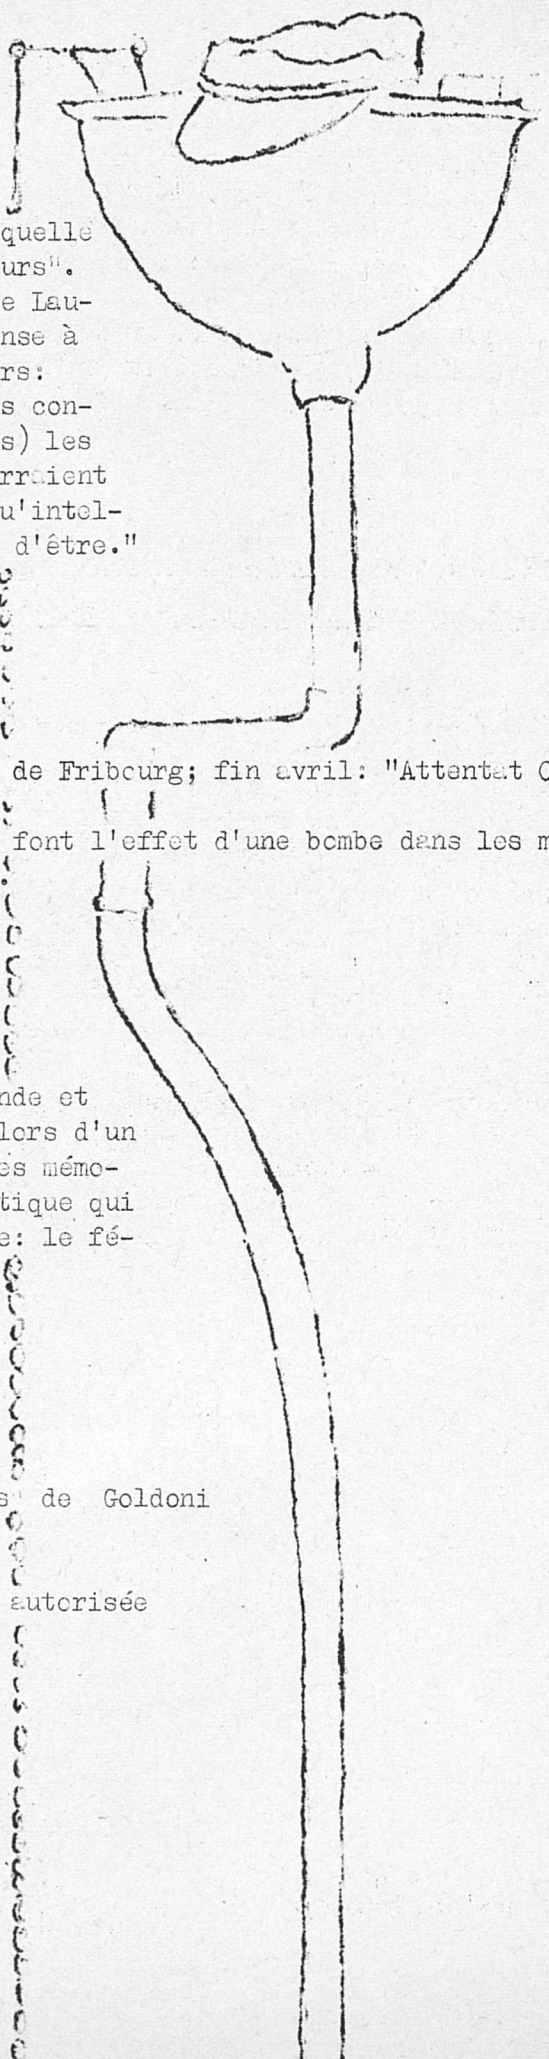 quelle
urs".
e Lau-
nse à
rs:
s con-
s) les
rraient
u'intel-
d'être."
de Fribourg; fin avril: "Attentat
font l'effet d'une bombe dans les m
nde et
lors d'un
es mémo-
tique qui
e: le fé-
s de Goldoni
autorisée